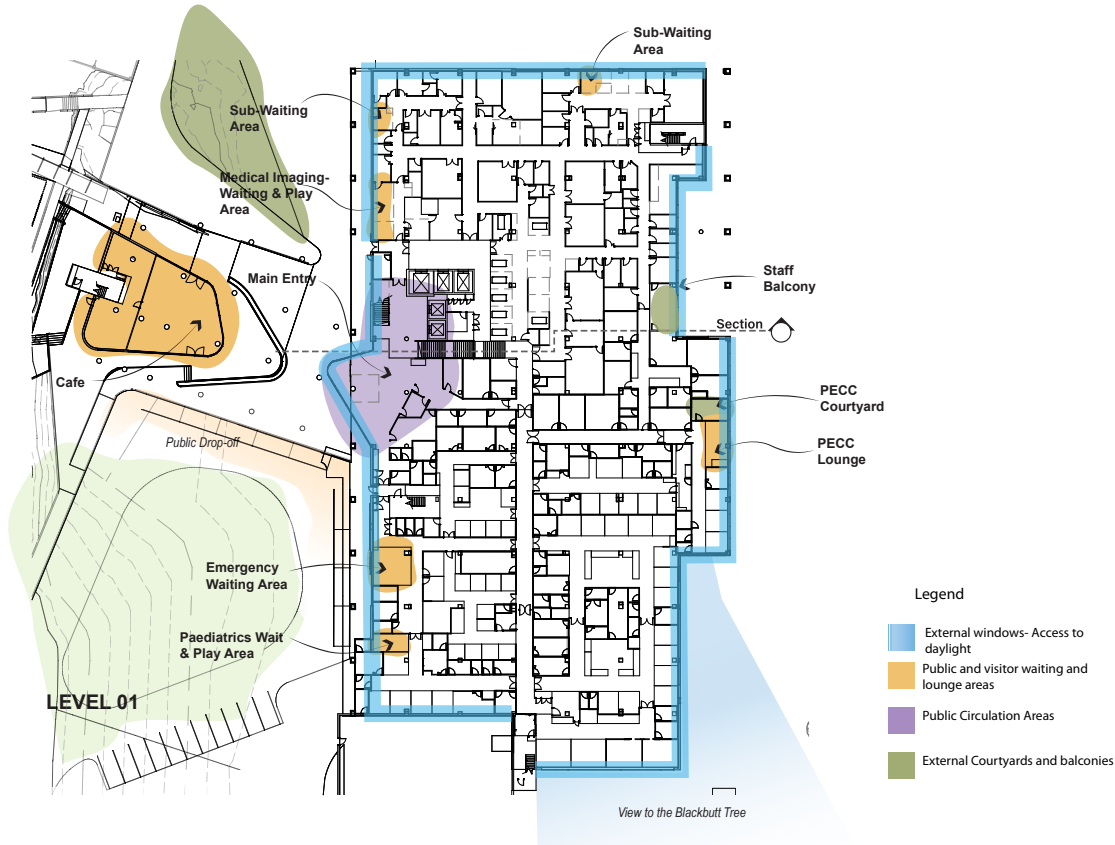 Sub-Waiting
Area
Sub-Waiting
Area
Medical Imaging-
Waiting & Play
Area
Main Entry
Staff
Balcony
Section
Cafe
PECC
Courtyard
Public Drop-off
PECC
Lounge
Emergency
Waiting Area
Paediatrics Wait
& Play Area
LEVEL 01
View to the Blackbutt Tree
Legend
External windows- Access to
daylight
Public and visitor waiting and
lounge areas
Public Circulation Areas
External Courtyards and balconies